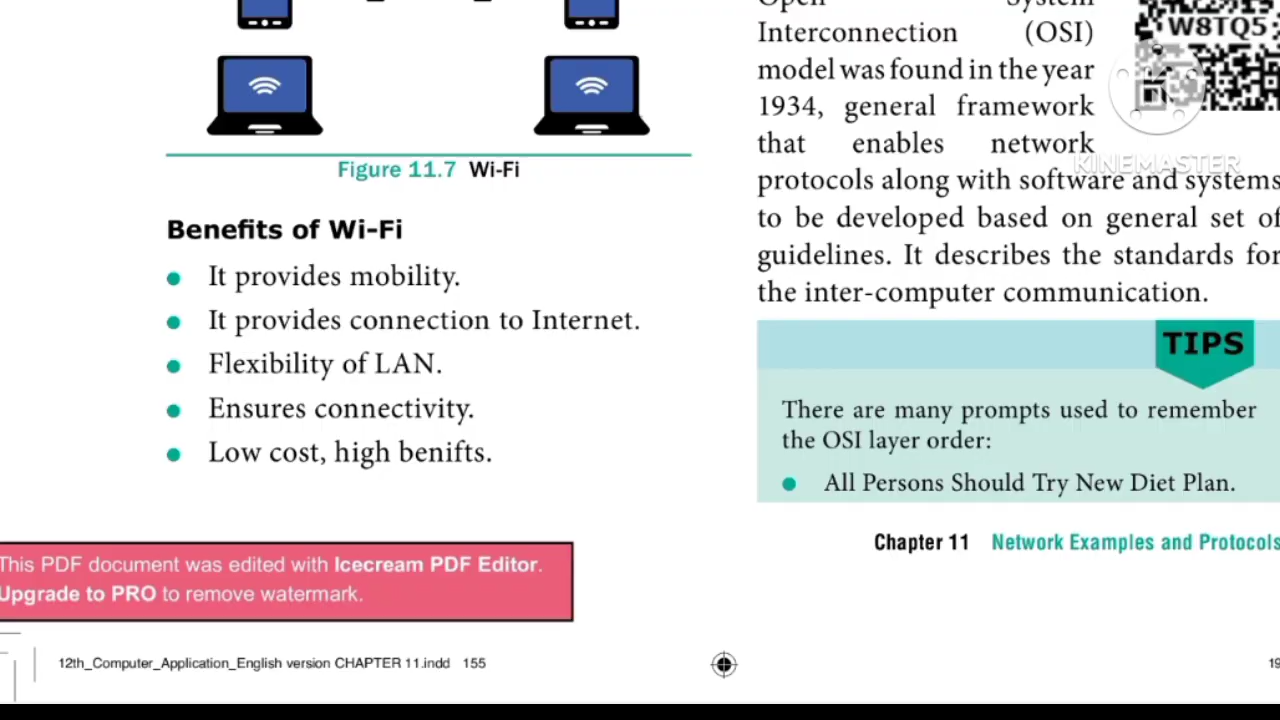 Figure 11.7 Wi-Fi
Benefits of Wi-Fi
It provides mobility.
It provides connection to Internet.
Flexibility of LAN.
Ensures connectivity.
Low cost, high benifts.
Open System
Interconnection (OSI)
model was found in the year
1934, general framework
that enables network
protocols along with software and systems
to be developed based on general set of
guidelines. It describes the standards for
the inter-computer communication.
W8TQ5
KINEMASTER
TIPS
There are many prompts used to remember
the OSI layer order:
All Persons Should Try New Diet Plan.
Chapter 11 Network Examples and Protocols
This PDF document was edited with Icecream PDF Editor.
Upgrade to PRO to remove watermark.
12th_Computer_Application_English version CHAPTER 11.indd 155
19